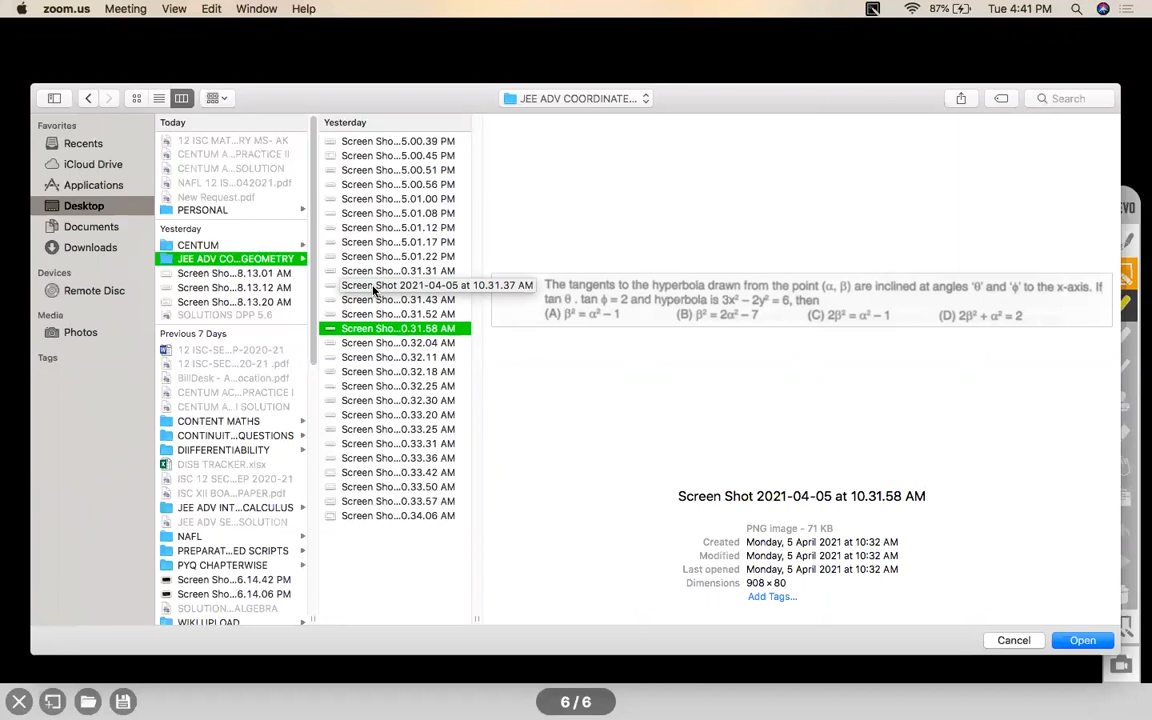 zoom.us Meeting View Edit Window Help 87% Tue 4:41 PM
JEE ADV COORDINATE... Search
Favorites
Recents
iCloud Drive
Applications
Desktop
Documents
Downloads
Devices
Remote Disc
Media
Photos
Tags
Today
12 ISC MAT...RY MS- AK
CENTUM A...PRACTiCE II
CENTUM A...SOLUTION
NAFL 12 IS...042021.pdf
New Request.pdf
PERSONAL
Yesterday
CENTUM
JEE ADV CO...GEOMETRY
Screen Sho...8.13.01 AM
Screen Sho...8.13.12 AM
Screen Sho...8.13.20 AM
SOLUTIONS DPP 5,6
Previous 7 Days
12 ISC-SE...P-2020-21
12 ISC-SEC...20-21 .pdf
BillDesk - A...ocation.pdf
CENTUM AC...PRACTICE I
CENTUM A... I SOLUTION
CONTENT MATHS
CONTINUIT...QUESTIONS
DIIFFERENTIABILITY
DISB TRACKER.xlsx
ISC 12 SEC...EP 2020-21
ISC XII BOA...PAPER.pdf
JEE ADV INT...CALCULUS
JEE ADV SE...SOLUTION
NAFL
PREPARAT...ED SCRIPTS
PYQ CHAPTERWISE
Screen Sho...6.14.42 PM
Screen Sho...6.14.06 PM
SOLUTION...ALGEBRA
WIKI UPLOAD
Yesterday
Screen Sho...5.00.39 PM
Screen Sho...5.00.45 PM
Screen Sho...5.00.51 PM
Screen Sho...5.00.56 PM
Screen Sho...5.01.00 PM
Screen Sho...5.01.08 PM
Screen Sho...5.01.12 PM
Screen Sho...5.01.17 PM
Screen Sho...5.01.22 PM
Screen Sho...0.31.31 AM
Screen Shot 2021-04-05 at 10.31.37 AM
Screen Sho...0.31.43 AM
Screen Sho...0.31.52 AM
Screen Sho...0.31.58 AM
Screen Sho...0.32.04 AM
Screen Sho...0.32.11 AM
Screen Sho...0.32.18 AM
Screen Sho...0.32.25 AM
Screen Sho...0.32.30 AM
Screen Sho...0.33.20 AM
Screen Sho...0.33.25 AM
Screen Sho...0.33.31 AM
Screen Sho...0.33.36 AM
Screen Sho...0.33.42 AM
Screen Sho...0.33.50 AM
Screen Sho...0.33.57 AM
Screen Sho...0.34.06 AM
The tangents to the hyperbola drawn from the point (α, β) are inclined at angles 'θ' and 'ϕ' to the x-axis. If
tan θ . tan ϕ = 2 and hyperbola is 3x² – 2y² = 6, then
(A) β² = α² – 1 (B) β² = 2α² – 7 (C) 2β² = α² – 1 (D) 2β² + α² = 2
Screen Shot 2021-04-05 at 10.31.58 AM
PNG image - 71 KB
Created Monday, 5 April 2021 at 10:32 AM
Modified Monday, 5 April 2021 at 10:32 AM
Last opened Monday, 5 April 2021 at 10:32 AM
Dimensions 908 × 80
Add Tags...
Cancel Open
6 / 6